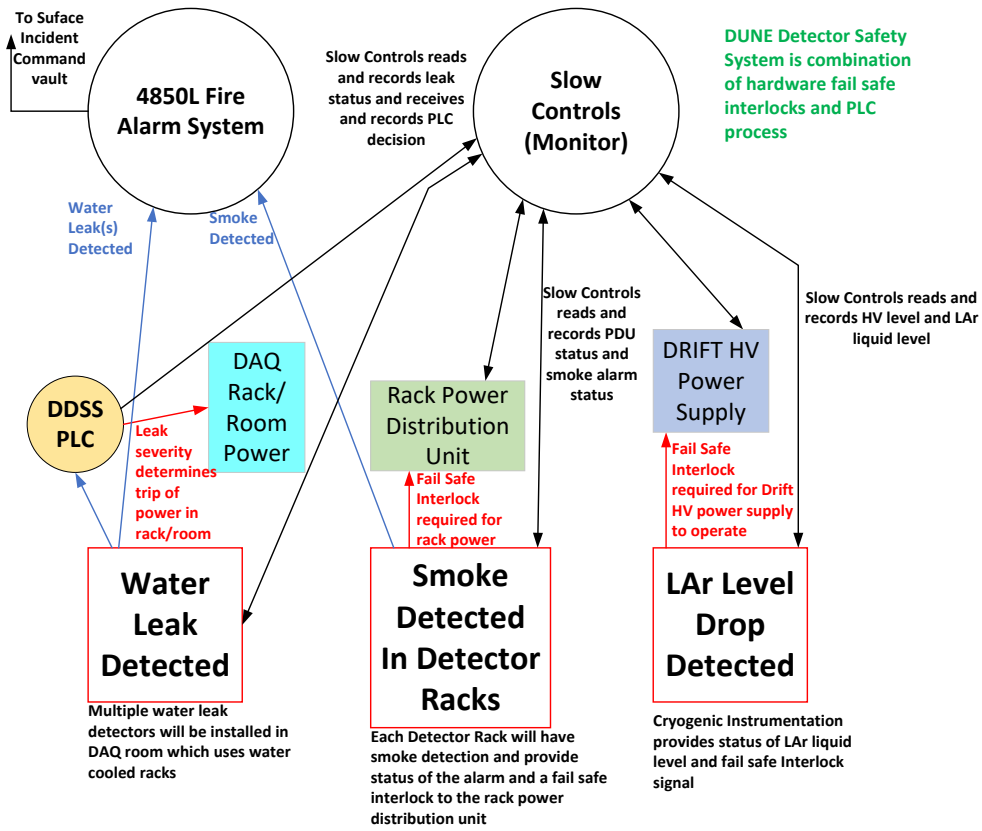 To Suface
Incident
Command
vault
4850L Fire
Alarm System
Slow Controls reads
and records leak
status and receives
and records PLC
decision
Slow
Controls
(Monitor)
DUNE Detector Safety
System is combination
of hardware fail safe
interlocks and PLC
process
Water
Leak(s)
Detected
Smoke
Detected
Slow Controls
reads and
records PDU
status and
smoke alarm
status
Slow Controls reads and
records HV level and LAr
liquid level
DDSS
PLC
DAQ
Rack/
Room
Power
Rack Power
Distribution
Unit
DRIFT HV
Power
Supply
Leak
severity
determines
trip of
power in
rack/room
Fail Safe
Interlock
required for
rack power
Fail Safe
Interlock
required for Drift
HV power supply
to operate
Water
Leak
Detected
Smoke
Detected
In Detector
Racks
LAr Level
Drop
Detected
Multiple water leak
detectors will be installed in
DAQ room which uses water
cooled racks
Each Detector Rack will have
smoke detection and provide
status of the alarm and a fail safe
interlock to the rack power
distribution unit
Cryogenic Instrumentation
provides status of LAr liquid
level and fail safe Interlock
signal